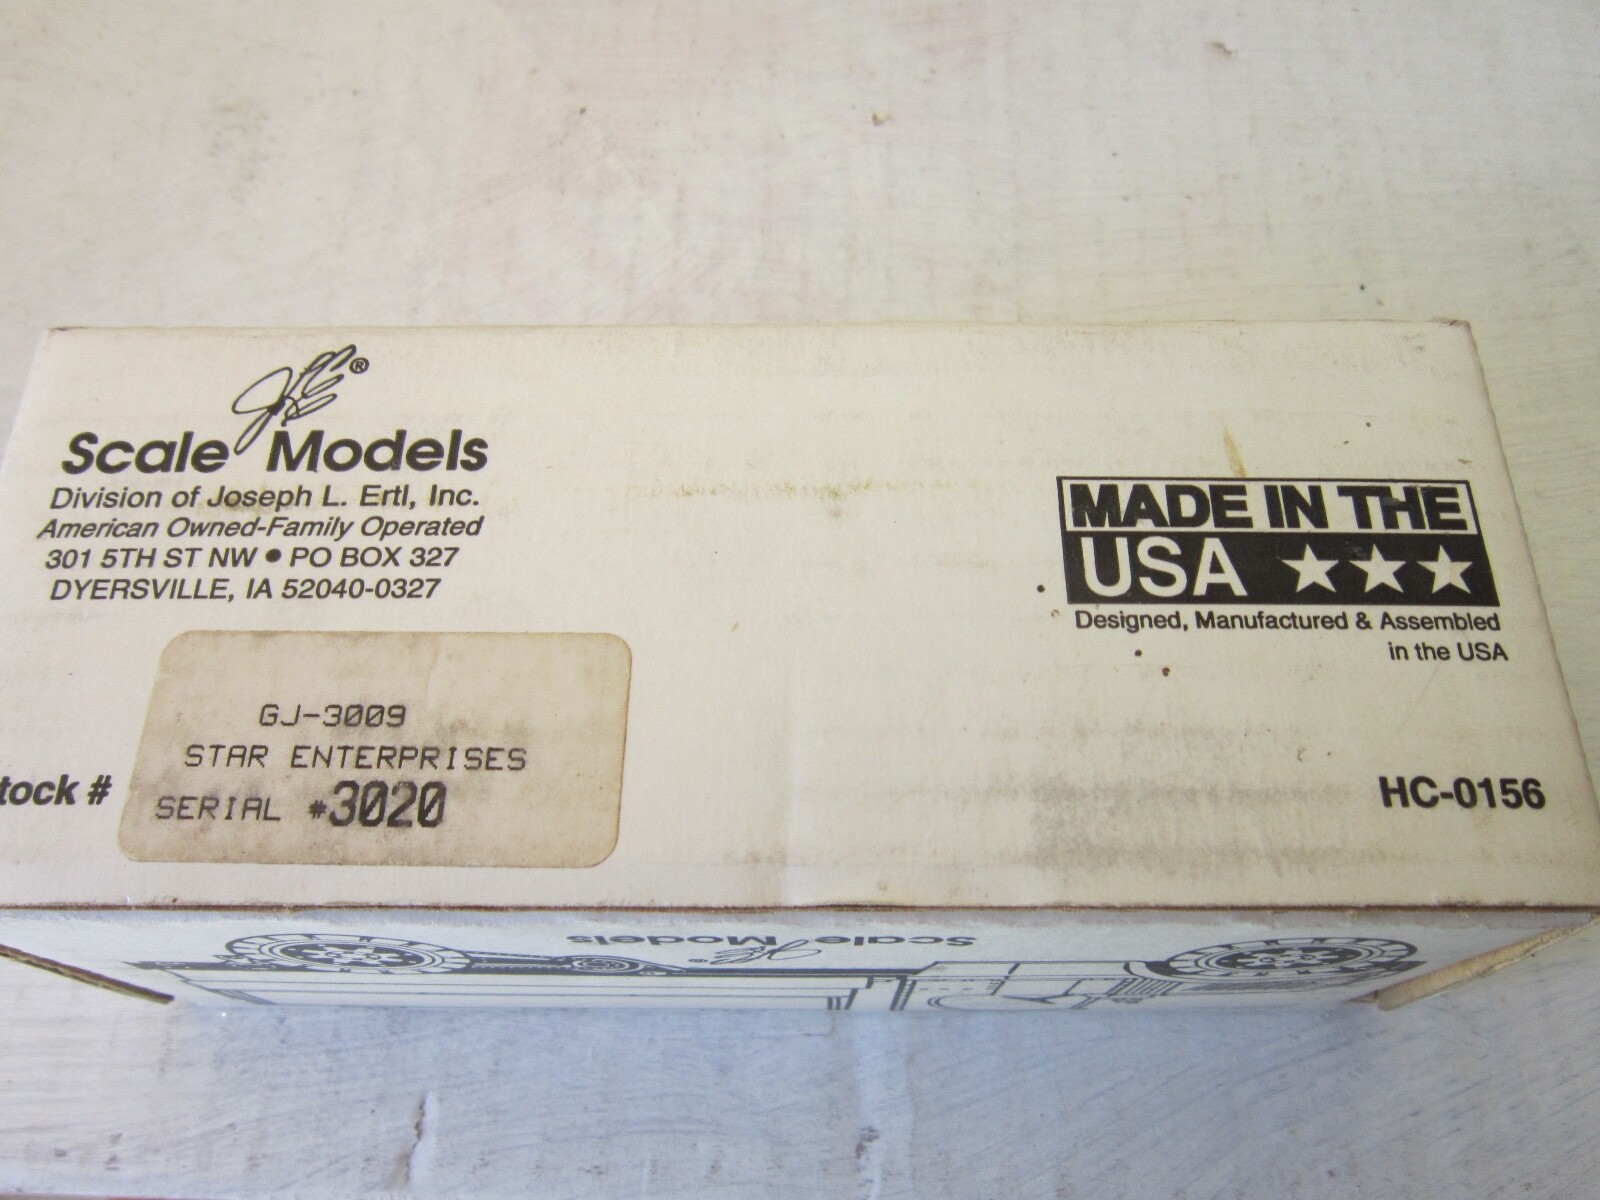 ®
Scale Models
Division of Joseph L. Ertl, Inc.
American Owned-Family Operated
301 5TH ST NW • PO BOX 327
DYERSVILLE, IA 52040-0327
MADE IN THE
USA ★★★
Designed, Manufactured & Assembled
in the USA
GJ-3009
STAR ENTERPRISES
tock #
SERIAL #3020
HC-0156
Scale Models ®